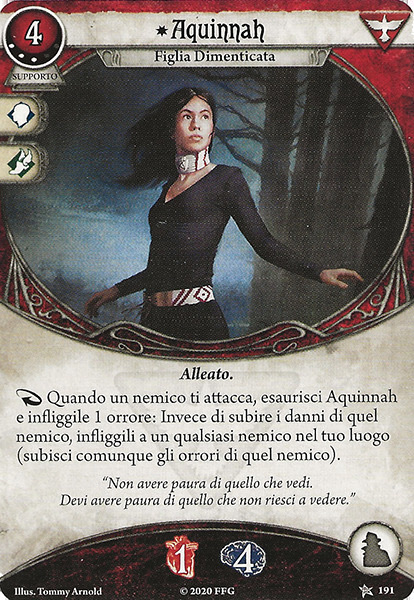 4
Aquinnah
SUPPORTO
Figlia Dimenticata
Alleato.
Quando un nemico ti attacca, esaurisci Aquinnah
e infliggile 1 orrore: Invece di subire i danni di quel
nemico, infliggili a un qualsiasi nemico nel tuo luogo
(subisci comunque gli orrori di quel nemico).
“Non avere paura di quello che vedi.
Devi avere paura di quello che non riesci a vedere.”
1
4
Illus. Tommy Arnold
© 2020 FFG
191